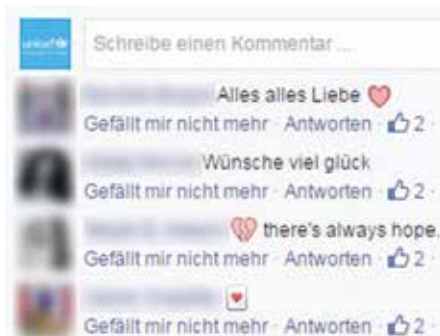 unicef
Schreibe einen Kommentar ...
Alles alles Liebe
Gefällt mir nicht mehr · Antworten · 2 ·
Wünsche viel glück
Gefällt mir nicht mehr · Antworten · 2 ·
there's always hope.
Gefällt mir nicht mehr · Antworten · 2 ·
Gefällt mir nicht mehr · Antworten · 2 ·